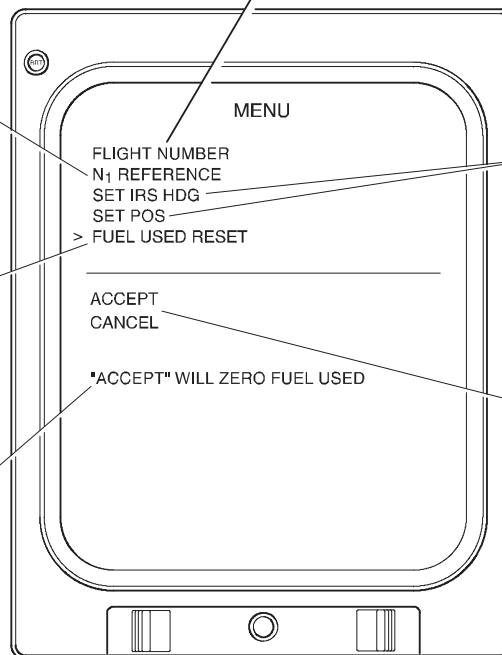 BRT
MENU
FLIGHT NUMBER
N1 REFERENCE
SET IRS HDG
SET POS
> FUEL USED RESET
ACCEPT
CANCEL
"ACCEPT" WILL ZERO FUEL USED